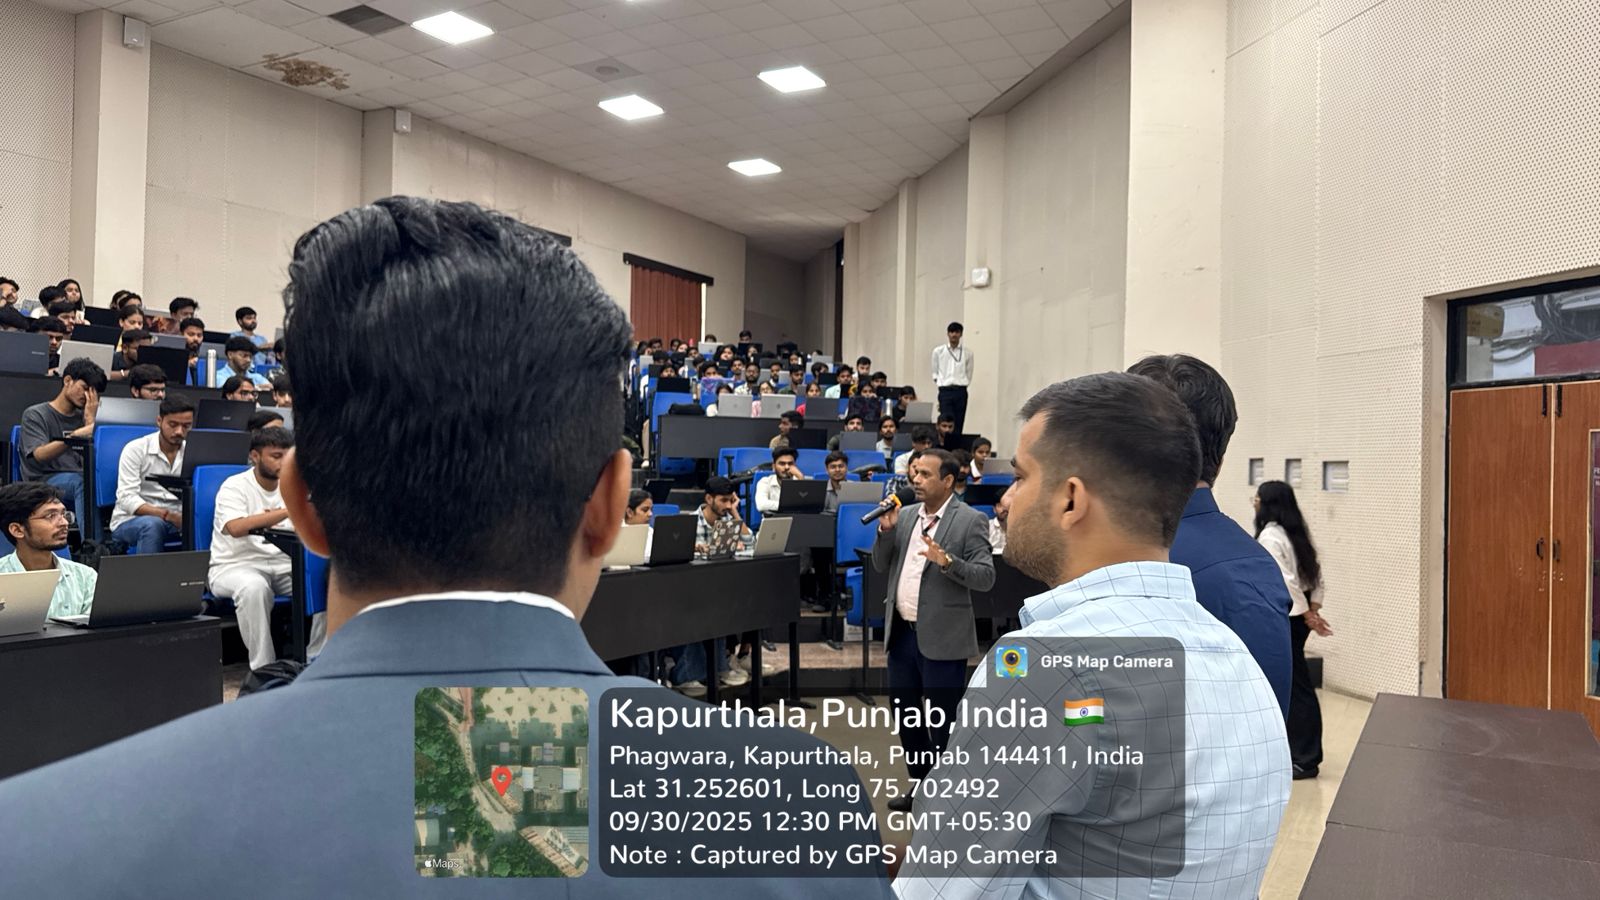 GPS Map Camera
Kapurthala,Punjab,India 🇮🇳
Phagwara, Kapurthala, Punjab 144411, India
Lat 31.252601, Long 75.702492
09/30/2025 12:30 PM GMT+05:30
Note : Captured by GPS Map Camera
Maps